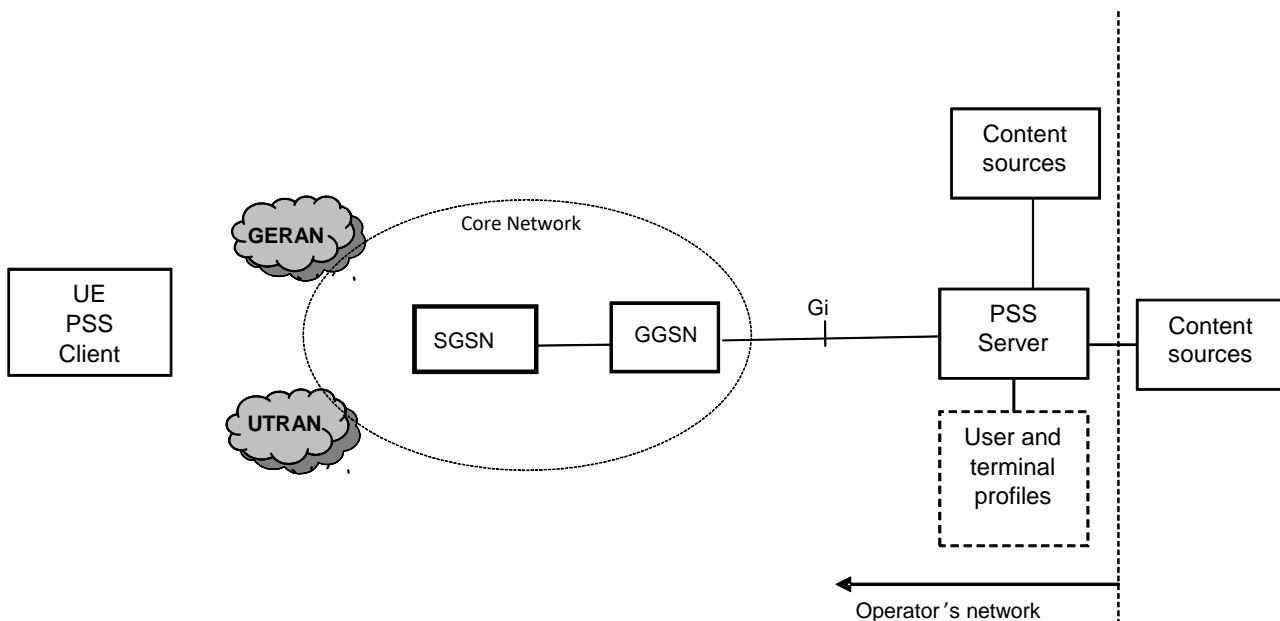 Content
sources
GERAN
Core Network
UE
PSS
Client
SGSN
GGSN
Gi
PSS
Server
Content
sources
UTRAN
User and
terminal
profiles
Operator's network